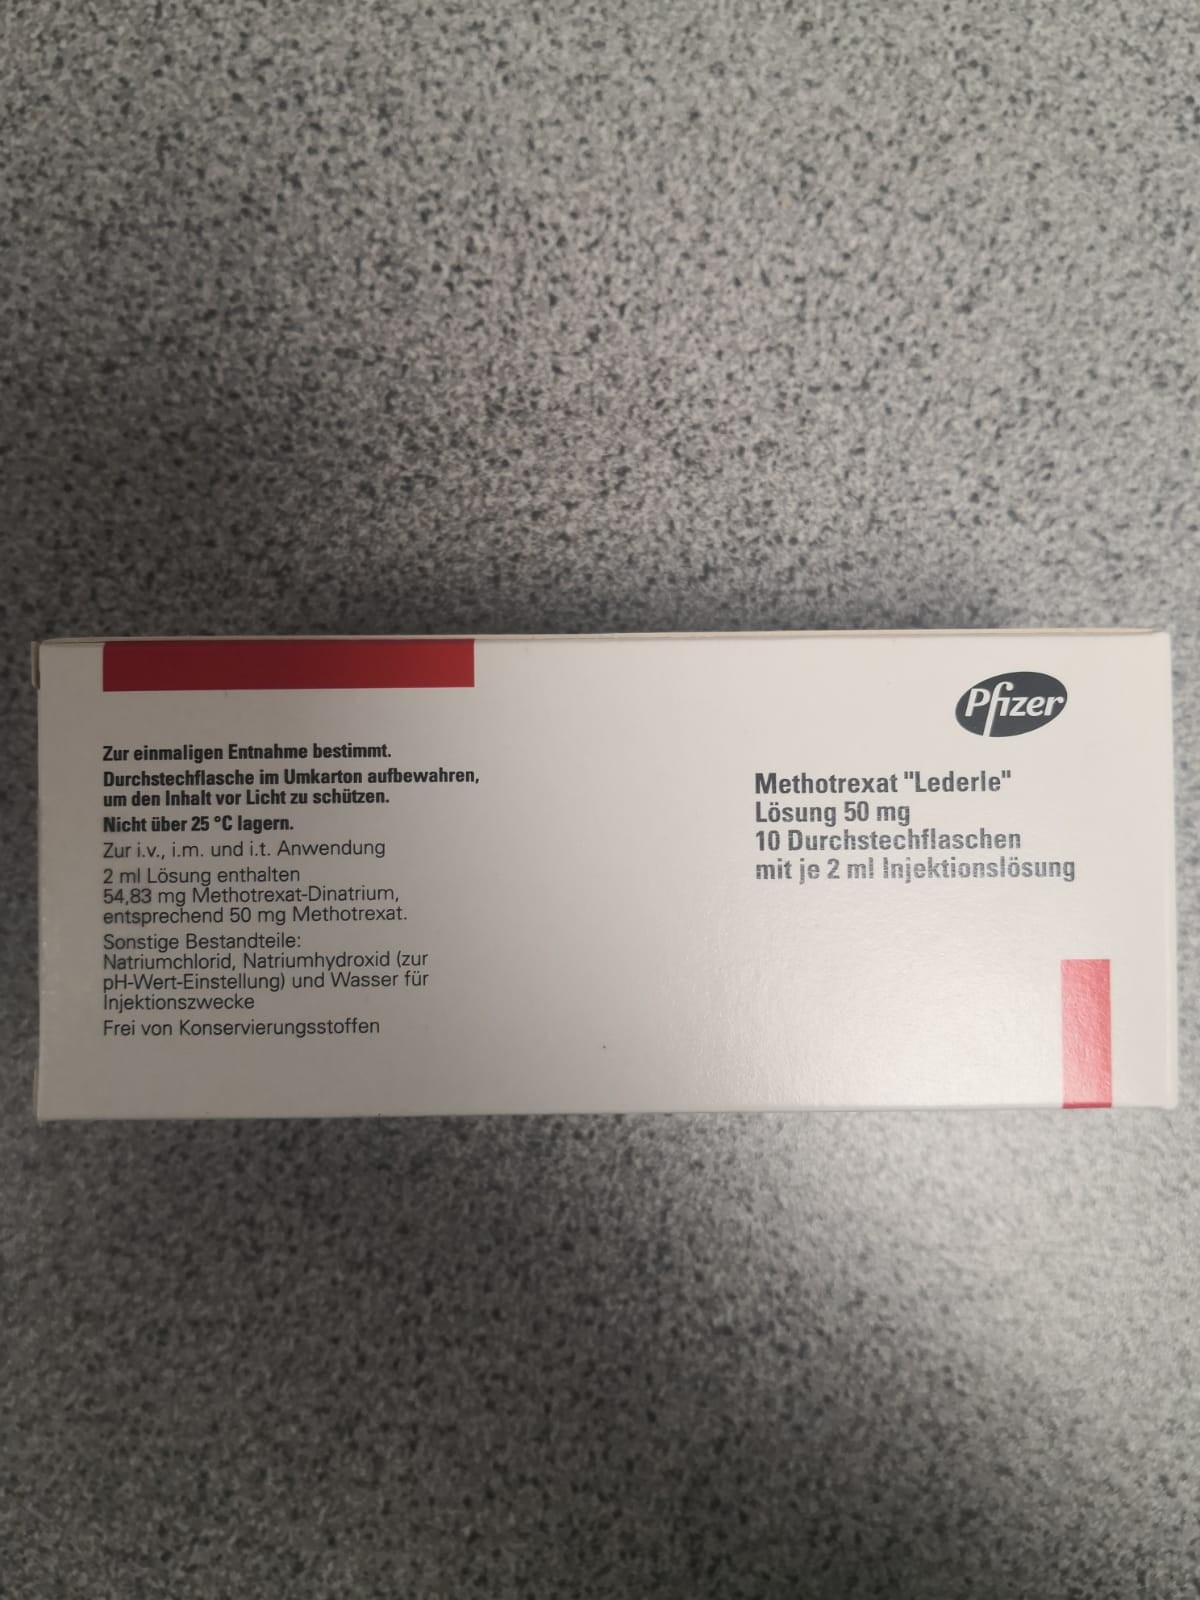 Zur einmaligen Entnahme bestimmt.
Durchstechflasche im Umkarton aufbewahren,
um den Inhalt vor Licht zu schützen.
Nicht über 25 °C lagern.
Zur i.v., i.m. und i.t. Anwendung
2 ml Lösung enthalten
54,83 mg Methotrexat-Dinatrium,
entsprechend 50 mg Methotrexat.
Sonstige Bestandteile:
Natriumchlorid, Natriumhydroxid (zur
pH-Wert-Einstellung) und Wasser für
Injektionszwecke
Frei von Konservierungsstoffen
Pfizer
Methotrexat "Lederle"
Lösung 50 mg
10 Durchstechflaschen
mit je 2 ml Injektionslösung